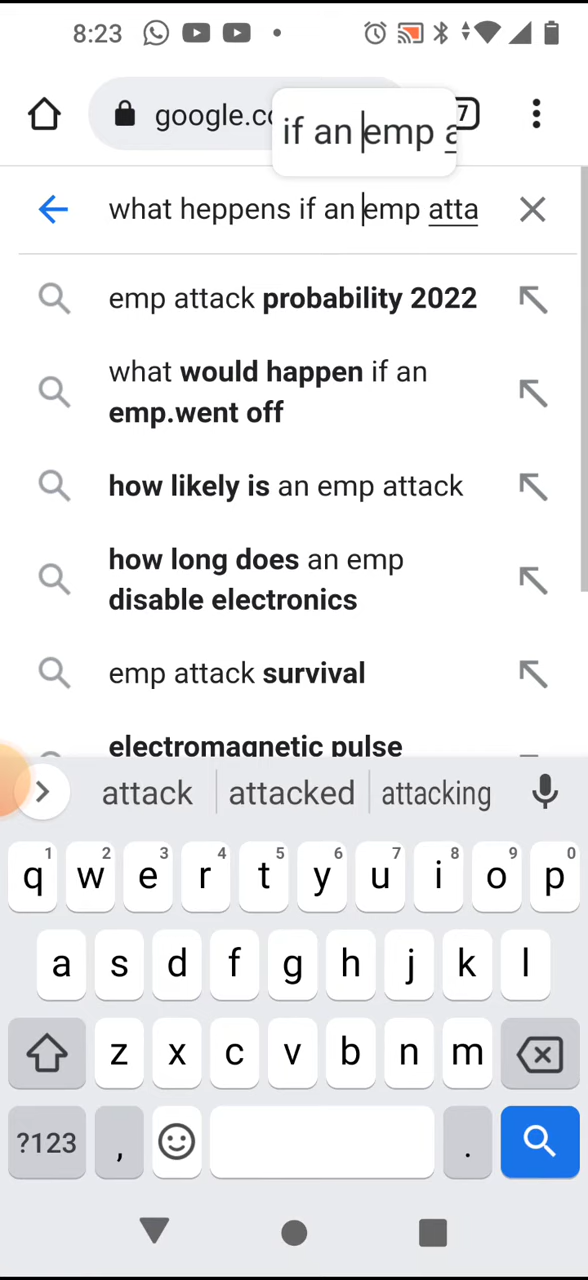 8:23
google.co
7
if an emp a
what heppens if an emp atta
emp attack probability 2022
what would happen if an
emp.went off
how likely is an emp attack
how long does an emp
disable electronics
emp attack survival
electromagnetic pulse
attack attacked attacking
1 2 3 4 5 6 7 8 9 0
q w e r t y u i o p
a s d f g h j k l
z x c v b n m
?123 , .